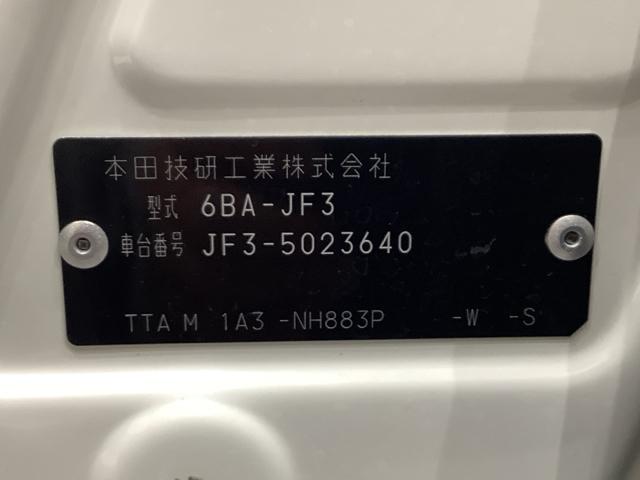 本田技研工業株式会社
型式 6BA-JF3
車台番号 JF3-5023640
TTA M 1A3 -NH883P -W -S